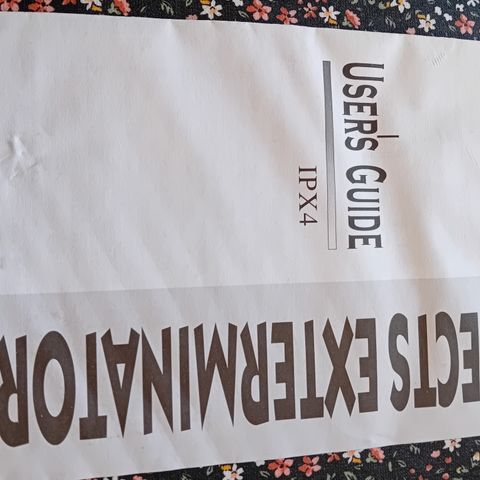 USER'S GUIDE
IPX4
ECTS EXTERMINATOR